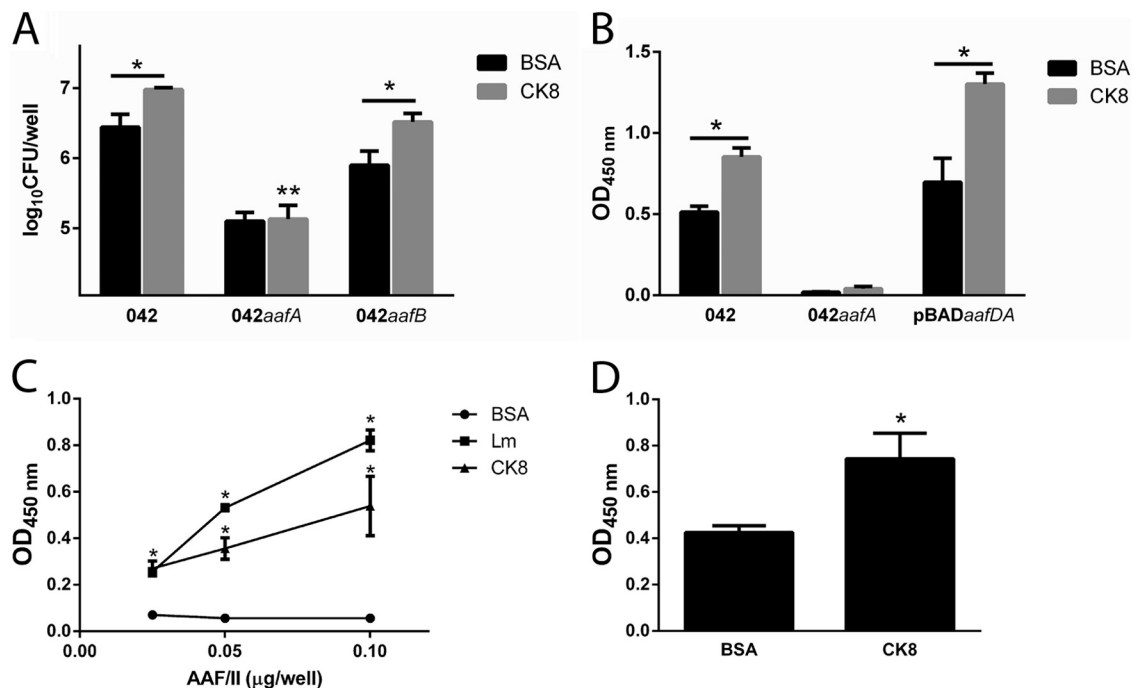 A
log10CFU/well
7
6
5
*
**
*
BSA
CK8
042
042aafA
042aafB
B
OD450 nm
1.5
1.0
0.5
0.0
*
*
BSA
CK8
042
042aafA
pBADaafDA
C
OD450 nm
1.0
0.8
0.6
0.4
0.2
0.0
*
*
*
*
*
BSA
Lm
CK8
0.00
0.05
0.10
AAF/II (μg/well)
D
OD450 nm
1.0
0.8
0.6
0.4
0.2
0.0
*
BSA
CK8